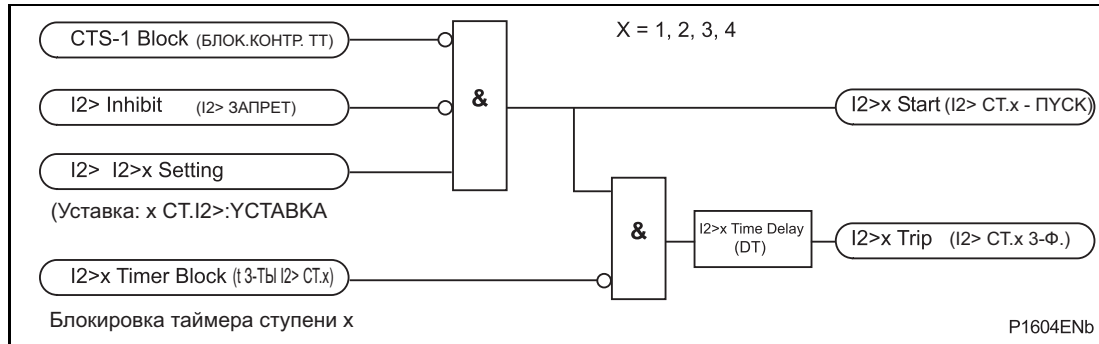 CTS-1 Block (БЛОК.КОНТР. ТТ)
X = 1, 2, 3, 4
I2> Inhibit (I2> ЗАПРЕТ)
&
I2>x Start (I2> СТ.x - ПУСК)
I2> I2>x Setting
(Уставка: x СТ.I2>:УСТАВКА
&
I2>x Time Delay
(DT)
I2>x Trip (I2> СТ.x 3-Ф.)
I2>x Timer Block (t З-ТЫ I2> СТ.x)
Блокировка таймера ступени x
P1604ENb